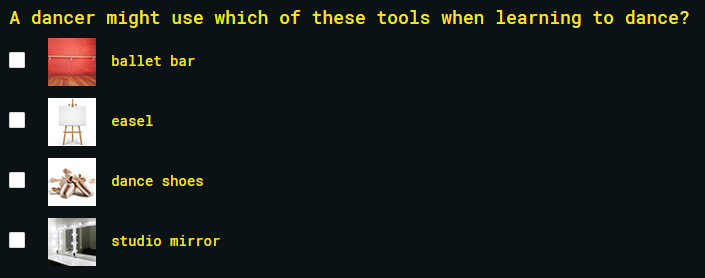 A dancer might use which of these tools when learning to dance?
ballet bar
easel
dance shoes
studio mirror